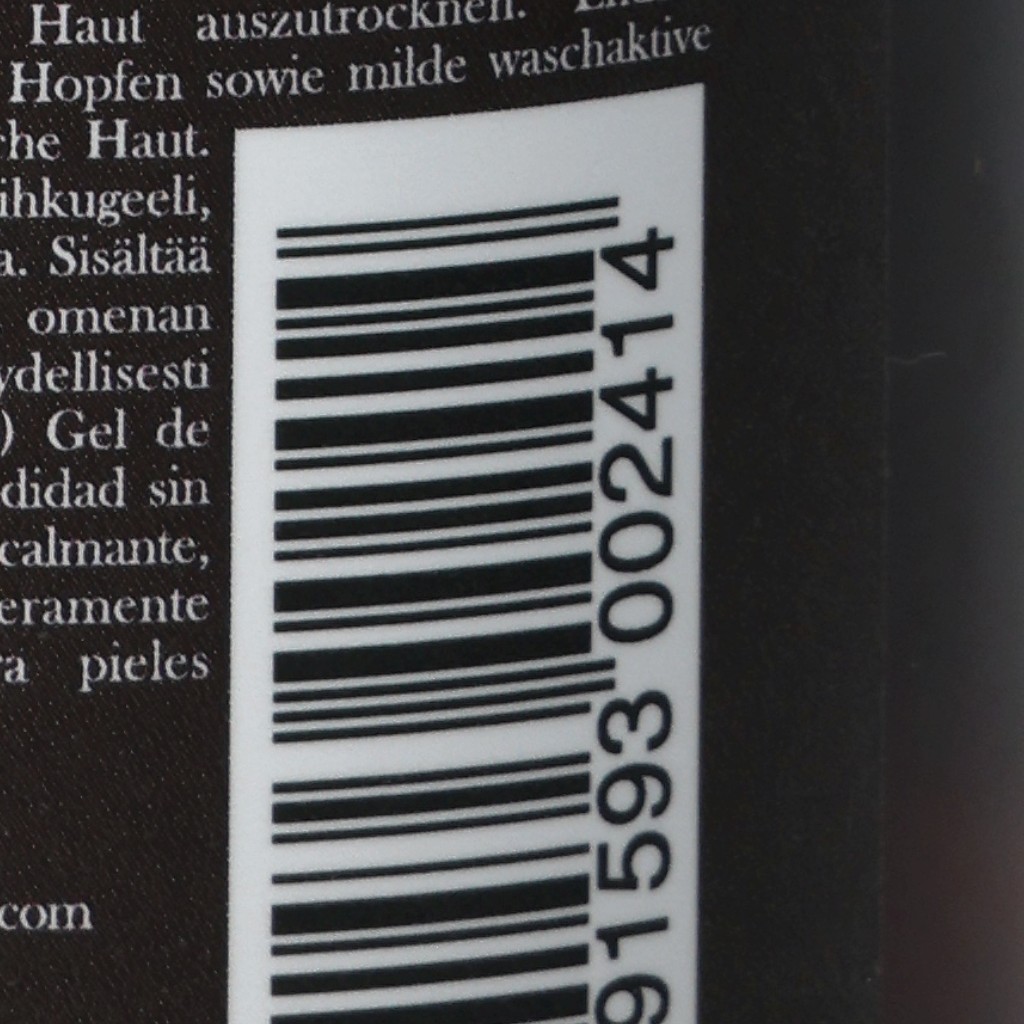 Haut auszutrocknen.
Hopfen sowie milde waschaktive
che Haut.
ihkugeeli,
a. Sisältää
omenan
ydellisesti
) Gel de
didad sin
calmante,
eramente
ra pieles
.com
91593 002414